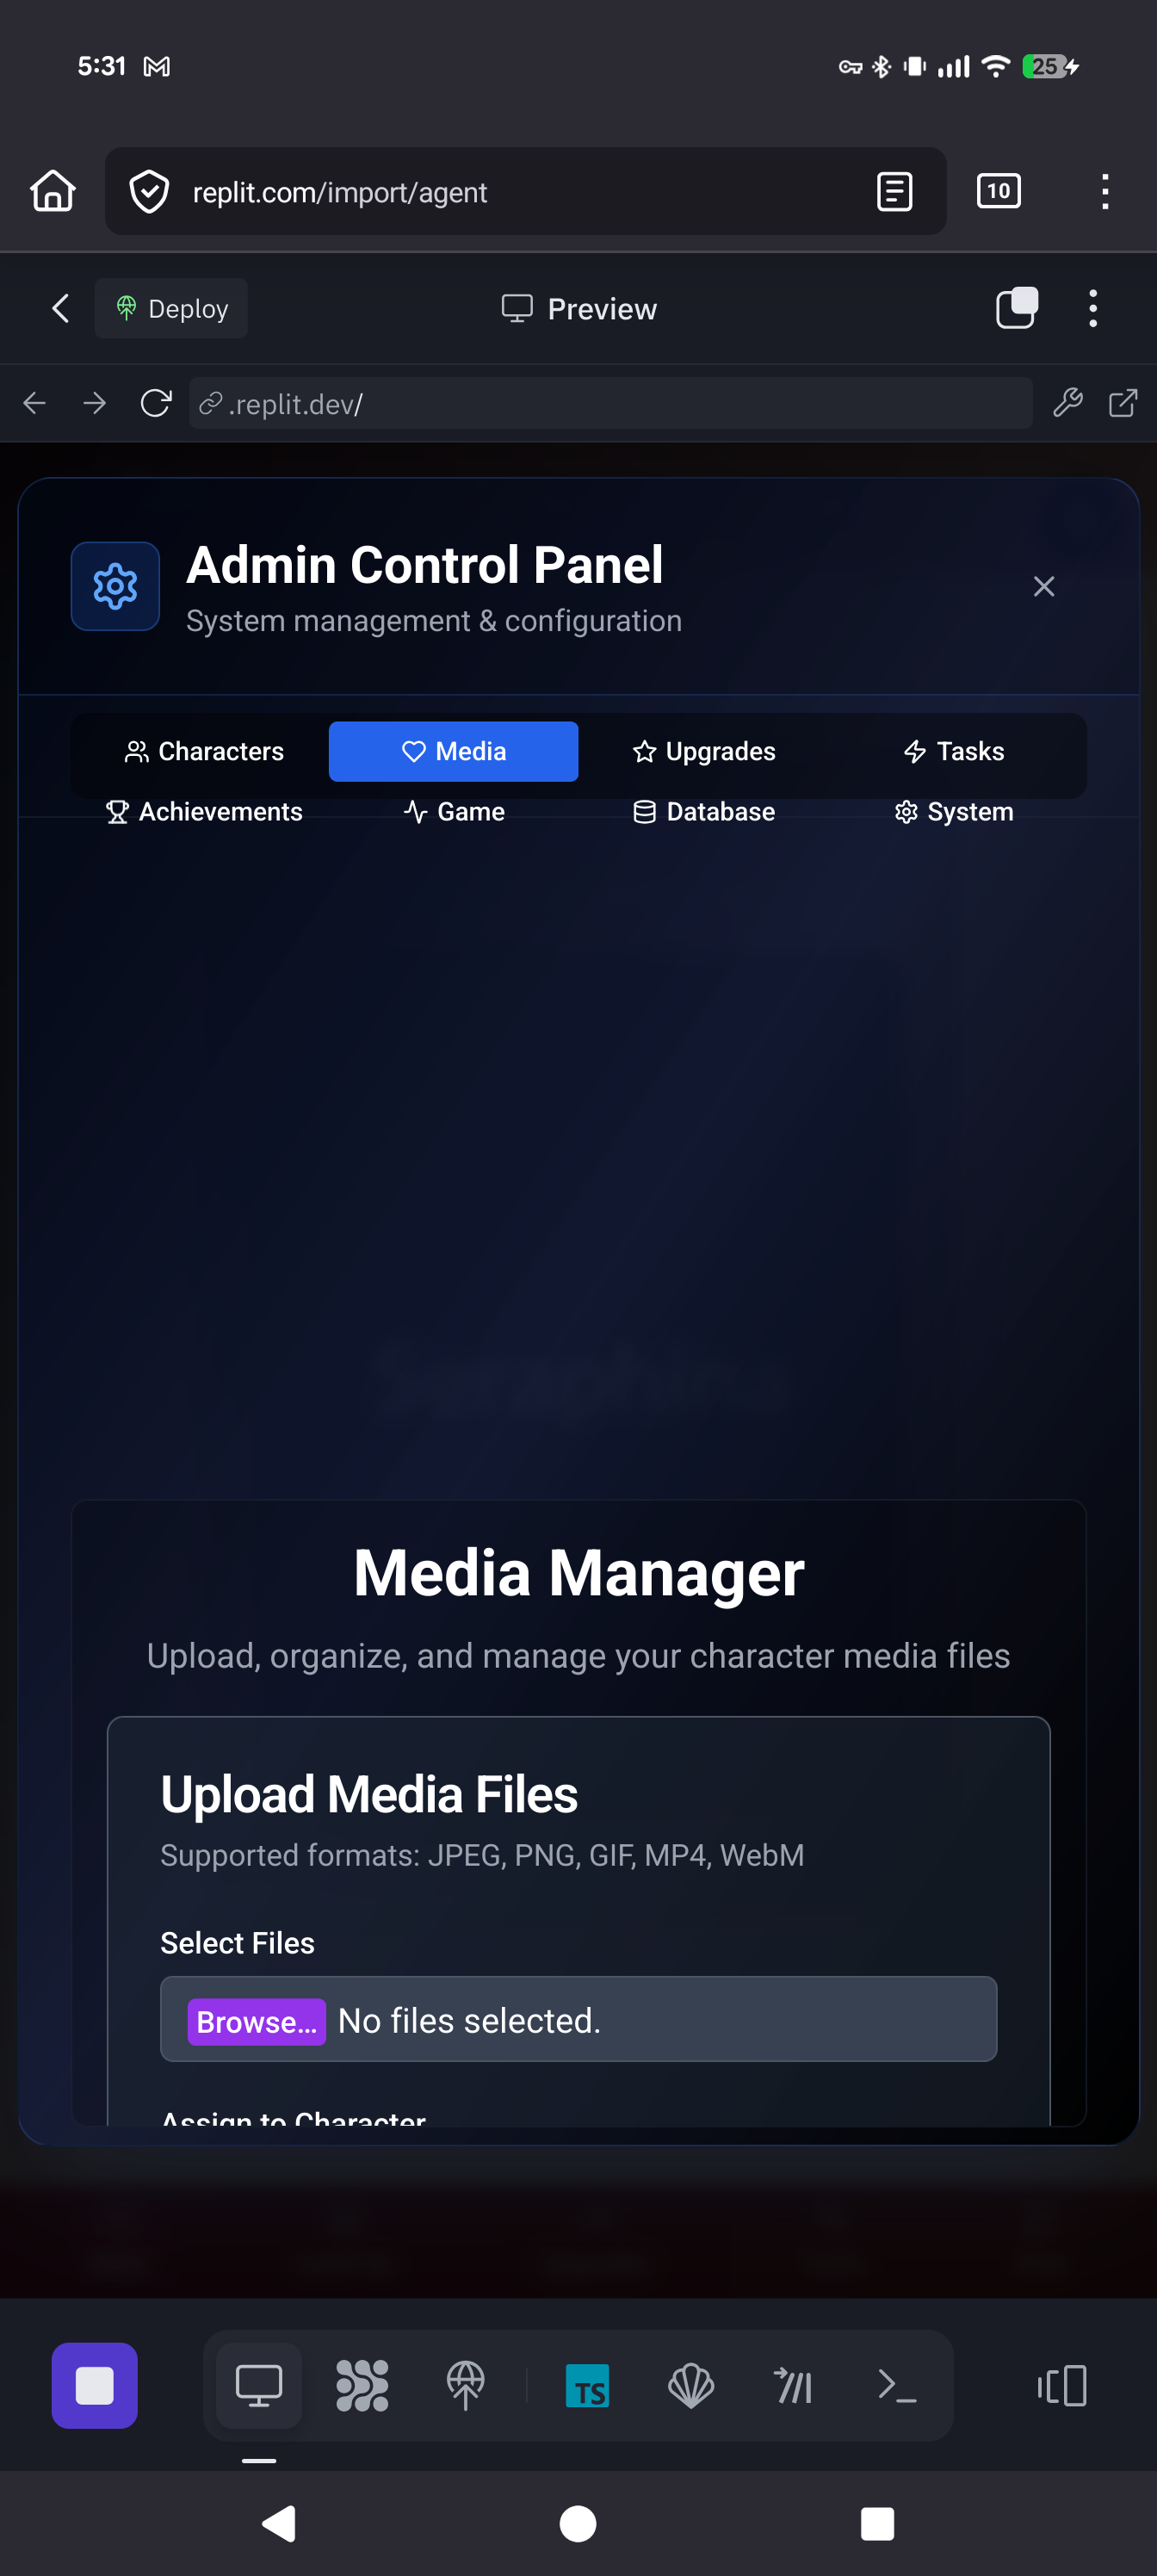 5:31
25
replit.com/import/agent
10
Deploy
Preview
.replit.dev/
Admin Control Panel
System management & configuration
Characters
Media
Upgrades
Tasks
Achievements
Game
Database
System
Media Manager
Upload, organize, and manage your character media files
Upload Media Files
Supported formats: JPEG, PNG, GIF, MP4, WebM
Select Files
Browse... No files selected.
Assign to Character
TS